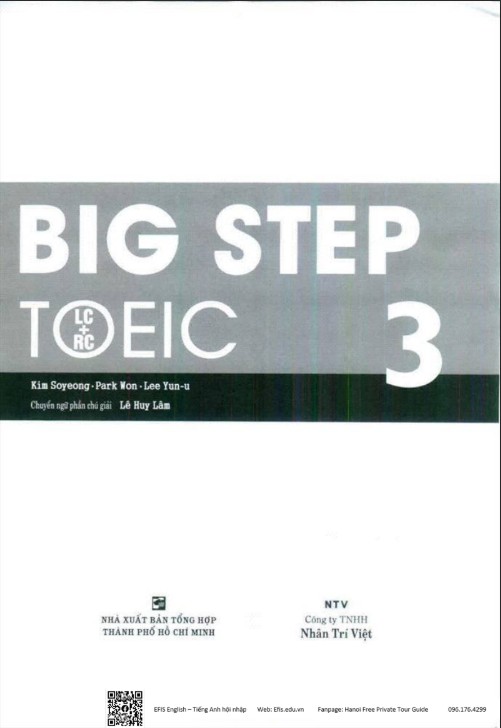 BIG STEP
TOEIC 3
LC
+
RC
Kim Soyeong · Park Won · Lee Yun-u
Chuyển ngữ phần chú giải Lê Huy Lâm
NHÀ XUẤT BẢN TỔNG HỢP
THÀNH PHỐ HỒ CHÍ MINH
NTV
Công ty TNHH
Nhân Trí Việt
EFIS English – Tiếng Anh hội nhập Web: Efis.edu.vn Fanpage: Hanoi Free Private Tour Guide 096.176.4299